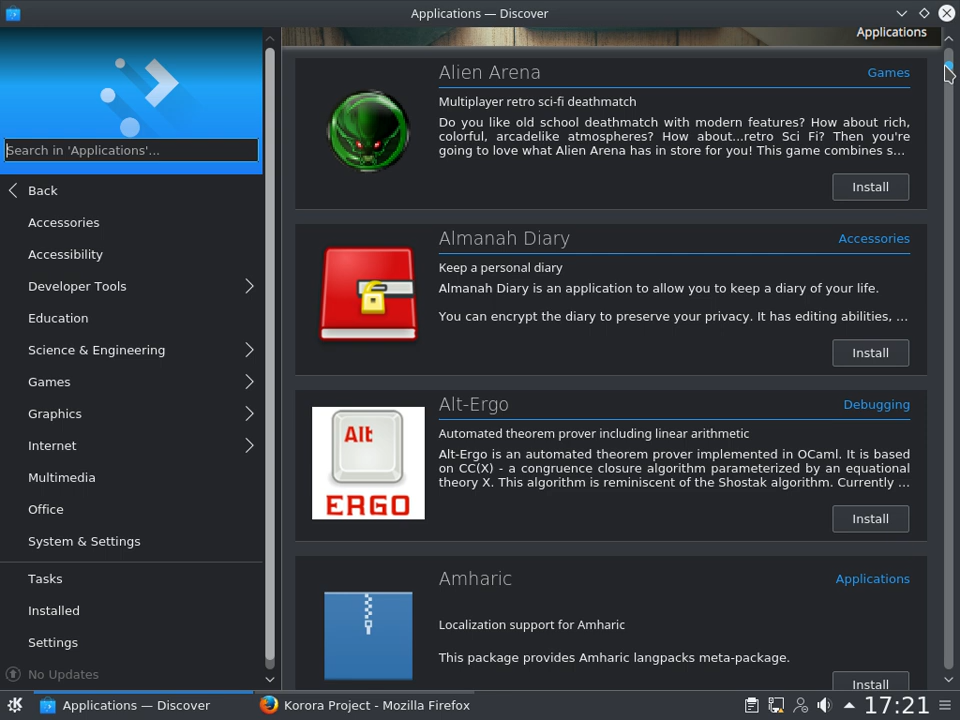 Applications — Discover
Applications
Search in 'Applications'...
Back
Accessories
Accessibility
Developer Tools
Education
Science & Engineering
Games
Graphics
Internet
Multimedia
Office
System & Settings
Tasks
Installed
Settings
No Updates
Alien Arena
Games
Multiplayer retro sci-fi deathmatch
Do you like old school deathmatch with modern features? How about rich,
colorful, arcadelike atmospheres? How about...retro Sci Fi? Then you're
going to love what Alien Arena has in store for you! This game combines s...
Install
Almanah Diary
Accessories
Keep a personal diary
Almanah Diary is an application to allow you to keep a diary of your life.
You can encrypt the diary to preserve your privacy. It has editing abilities, ...
Install
Alt
ERGO
Alt-Ergo
Debugging
Automated theorem prover including linear arithmetic
Alt-Ergo is an automated theorem prover implemented in OCaml. It is based
on CC(X) - a congruence closure algorithm parameterized by an equational
theory X. This algorithm is reminiscent of the Shostak algorithm. Currently ...
Install
Amharic
Applications
Localization support for Amharic
This package provides Amharic langpacks meta-package.
Install
Applications — Discover
Korora Project - Mozilla Firefox
17:21